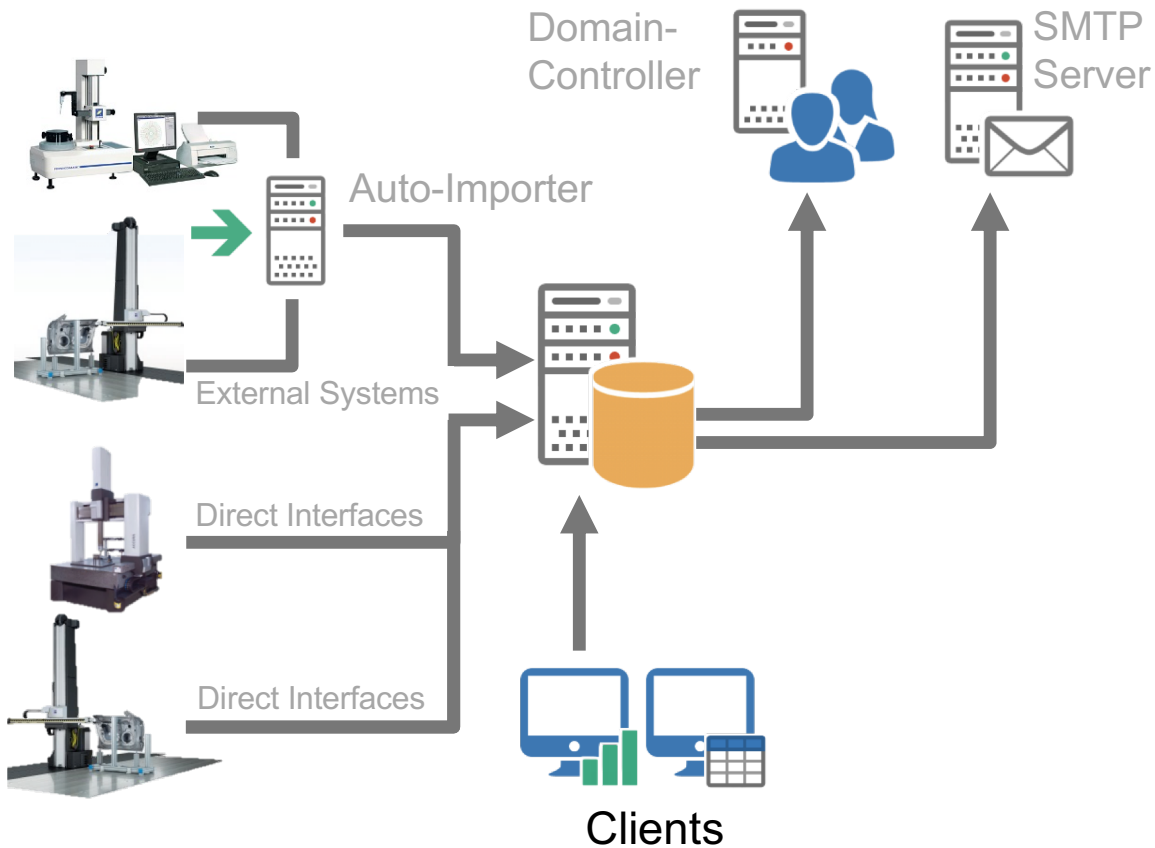 Domain-
Controller
SMTP
Server
Auto-Importer
External Systems
Direct Interfaces
Direct Interfaces
Clients